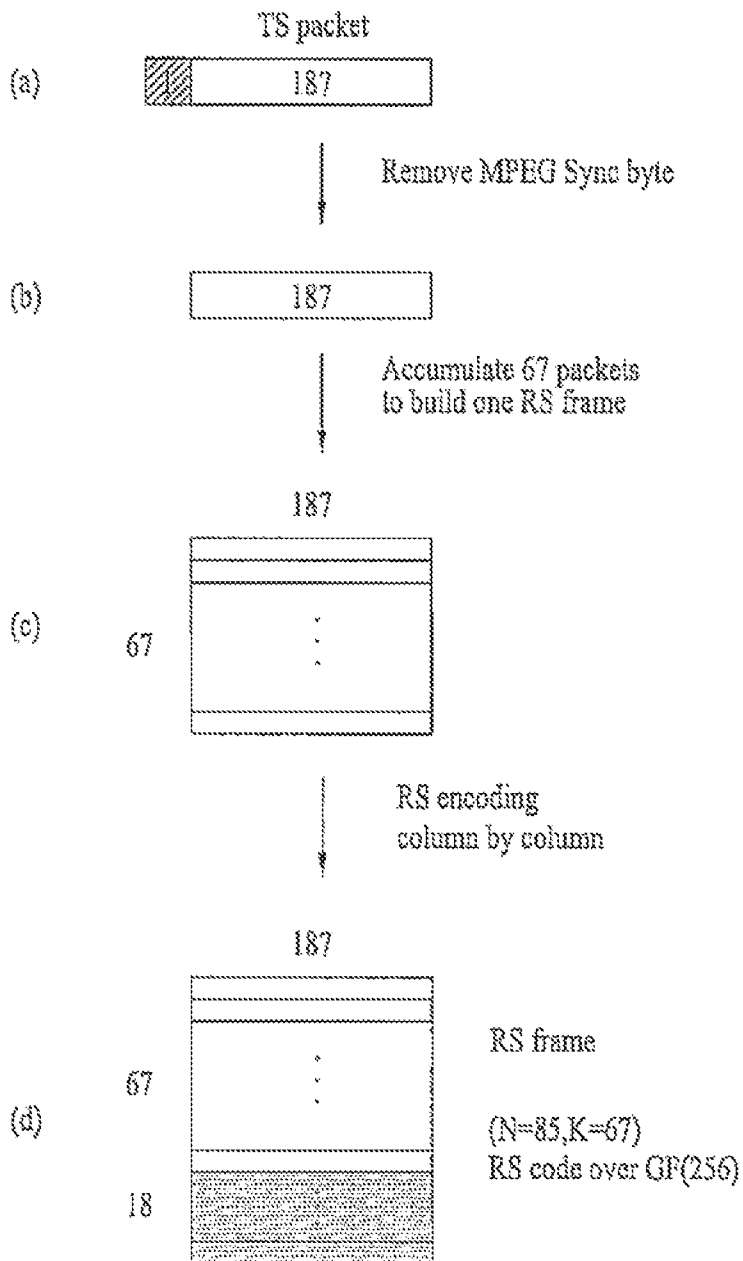 TS packet
(a)
187
Remove MPEG Sync byte
(b)
187
Accumulate 67 packets
to build one RS frame
187
(c)
67
RS encoding
column by column
187
RS frame
67
(d)
(N=85,K=67)
RS code over GF(256)
18